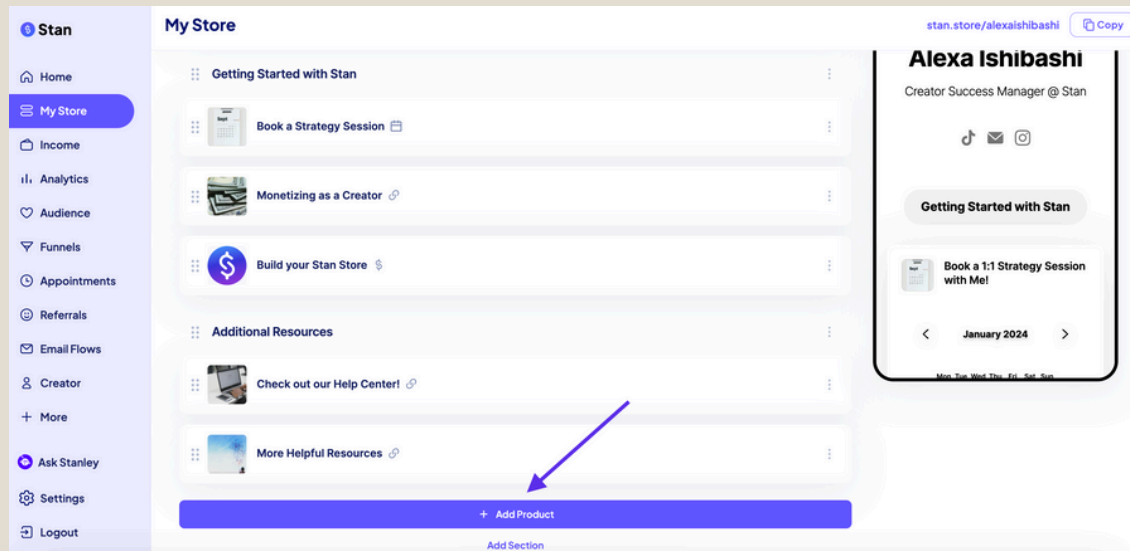 Stan
Home
My Store
Income
Analytics
Audience
Funnels
Appointments
Referrals
Email Flows
Creator
More
Ask Stanley
Settings
Logout
My Store
stan.store/alexaishibashi
Copy
Getting Started with Stan
Book a Strategy Session
Monetizing as a Creator
Build your Stan Store
Additional Resources
Check out our Help Center!
More Helpful Resources
+ Add Product
Add Section
Alexa Ishibashi
Creator Success Manager @ Stan
Getting Started with Stan
Book a 1:1 Strategy Session
with Me!
January 2024
Mon Tue Wed Thu Fri Sat Sun